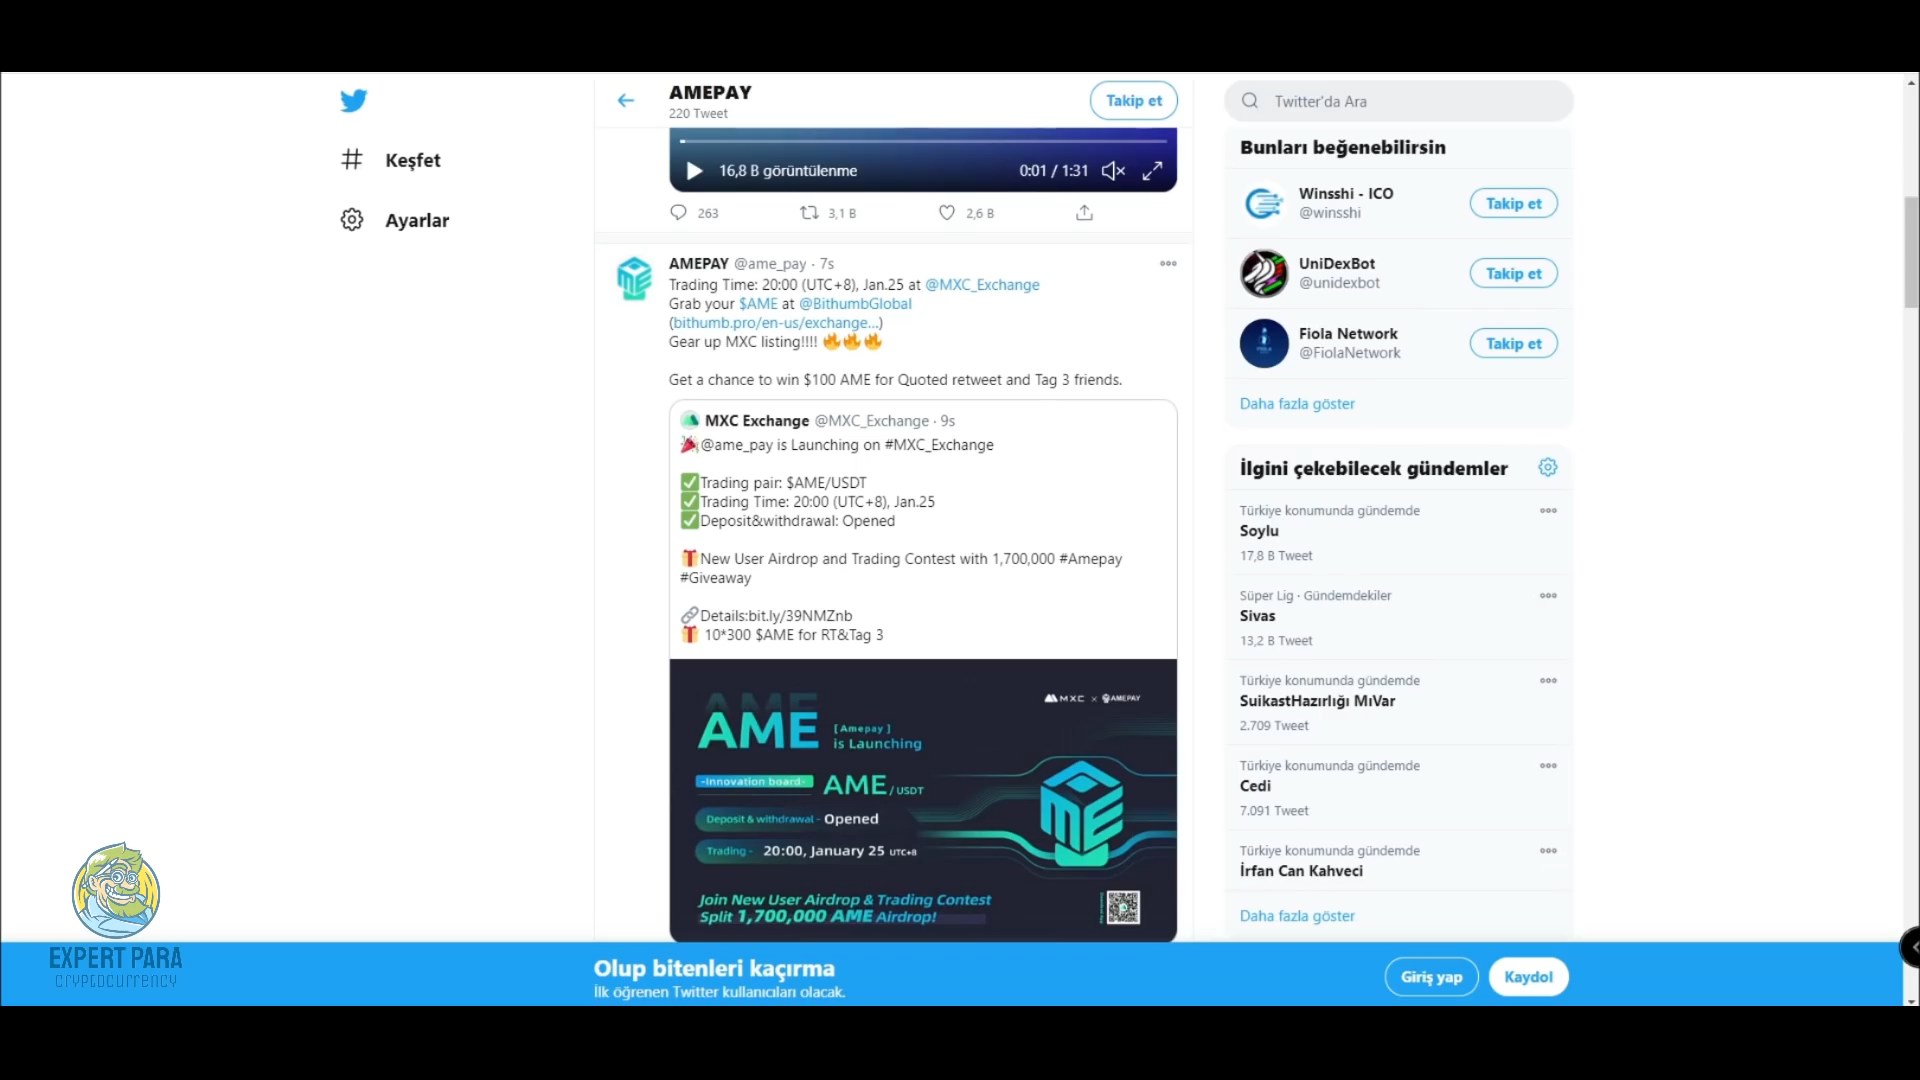 Keşfet
Ayarlar
AMEPAY
220 Tweet
Takip et
16,8 B görüntülenme
0:01 / 1:31
263
3,1 B
2,6 B
AMEPAY @ame_pay · 7s
Trading Time: 20:00 (UTC+8), Jan.25 at @MXC_Exchange
Grab your $AME at @BithumbGlobal
(bithumb.pro/en-us/exchange...)
Gear up MXC listing!!!! 🔥🔥🔥
Get a chance to win $100 AME for Quoted retweet and Tag 3 friends.
MXC Exchange @MXC_Exchange · 9s
🎉@ame_pay is Launching on #MXC_Exchange
✅Trading pair: $AME/USDT
✅Trading Time: 20:00 (UTC+8), Jan.25
✅Deposit&withdrawal: Opened
🎁New User Airdrop and Trading Contest with 1,700,000 #Amepay
#Giveaway
🔗Details:bit.ly/39NMZnb
🎁 10*300 $AME for RT&Tag 3
MXC × AMEPAY
AME
[ Amepay ]
is Launching
-Innovation board-
AME / USDT
Deposit & withdrawal - Opened
Trading - 20:00, January 25 UTC+8
Join New User Airdrop & Trading Contest
Split 1,700,000 AME Airdrop!
Twitter'da Ara
Bunları beğenebilirsin
Winsshi - ICO
@winsshi
Takip et
UniDexBot
@unidexbot
Takip et
Fiola Network
@FiolaNetwork
Takip et
Daha fazla göster
İlgini çekebilecek gündemler
Türkiye konumunda gündemde
Soylu
17,8 B Tweet
Süper Lig · Gündemdekiler
Sivas
13,2 B Tweet
Türkiye konumunda gündemde
SuikastHazırlığı MıVar
2.709 Tweet
Türkiye konumunda gündemde
Cedi
7.091 Tweet
Türkiye konumunda gündemde
İrfan Can Kahveci
Daha fazla göster
EXPERT PARA
CRYPTOCURRENCY
Olup bitenleri kaçırma
İlk öğrenen Twitter kullanıcıları olacak.
Giriş yap
Kaydol